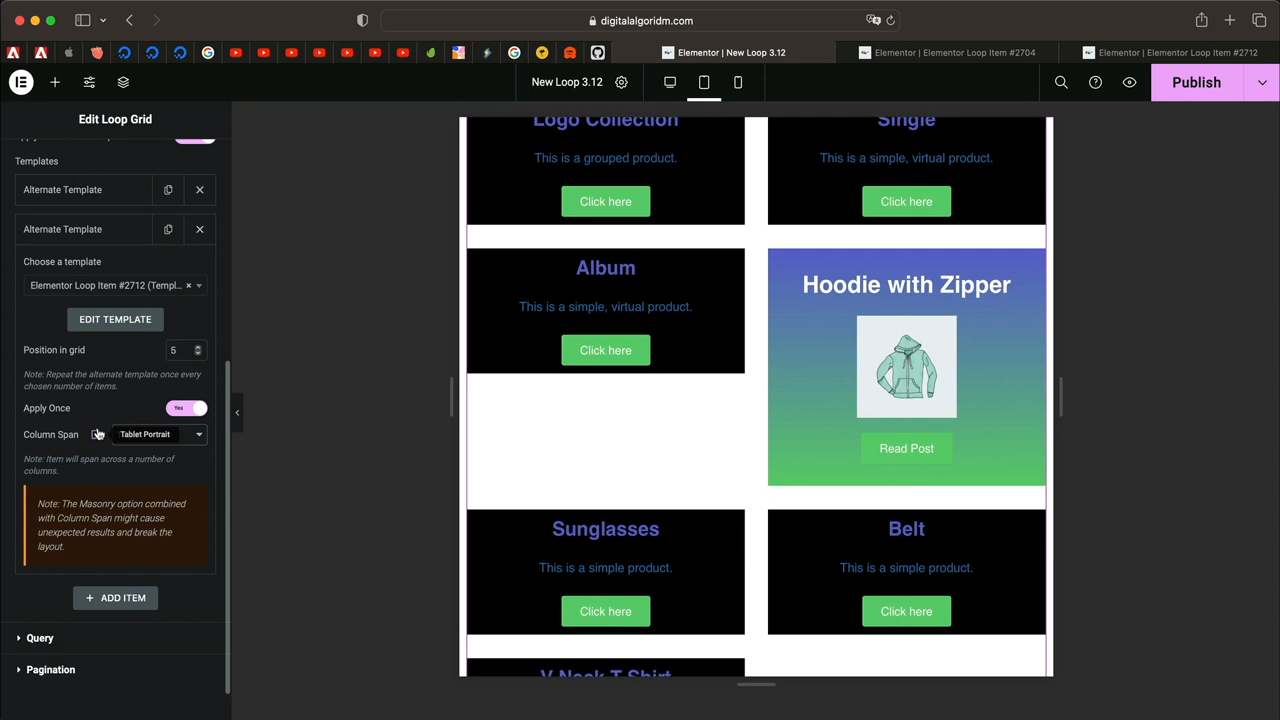 digitalalgoridm.com
Elementor | New Loop 3.12
Elementor | Elementor Loop Item #2704
Elementor | Elementor Loop Item #2712
New Loop 3.12
Publish
Edit Loop Grid
Templates
Alternate Template
Alternate Template
Choose a template
Elementor Loop Item #2712 (Templ...
EDIT TEMPLATE
Position in grid
5
Note: Repeat the alternate template once every
chosen number of items.
Apply Once
Yes
Column Span
Tablet Portrait
Note: Item will span across a number of
columns.
Note: The Masonry option combined
with Column Span might cause
unexpected results and break the
layout.
+ ADD ITEM
Query
Pagination
Logo Collection
This is a grouped product.
Click here
Single
This is a simple, virtual product.
Click here
Album
This is a simple, virtual product.
Click here
Hoodie with Zipper
Read Post
Sunglasses
This is a simple product.
Click here
Belt
This is a simple product.
Click here
V-Neck T-Shirt